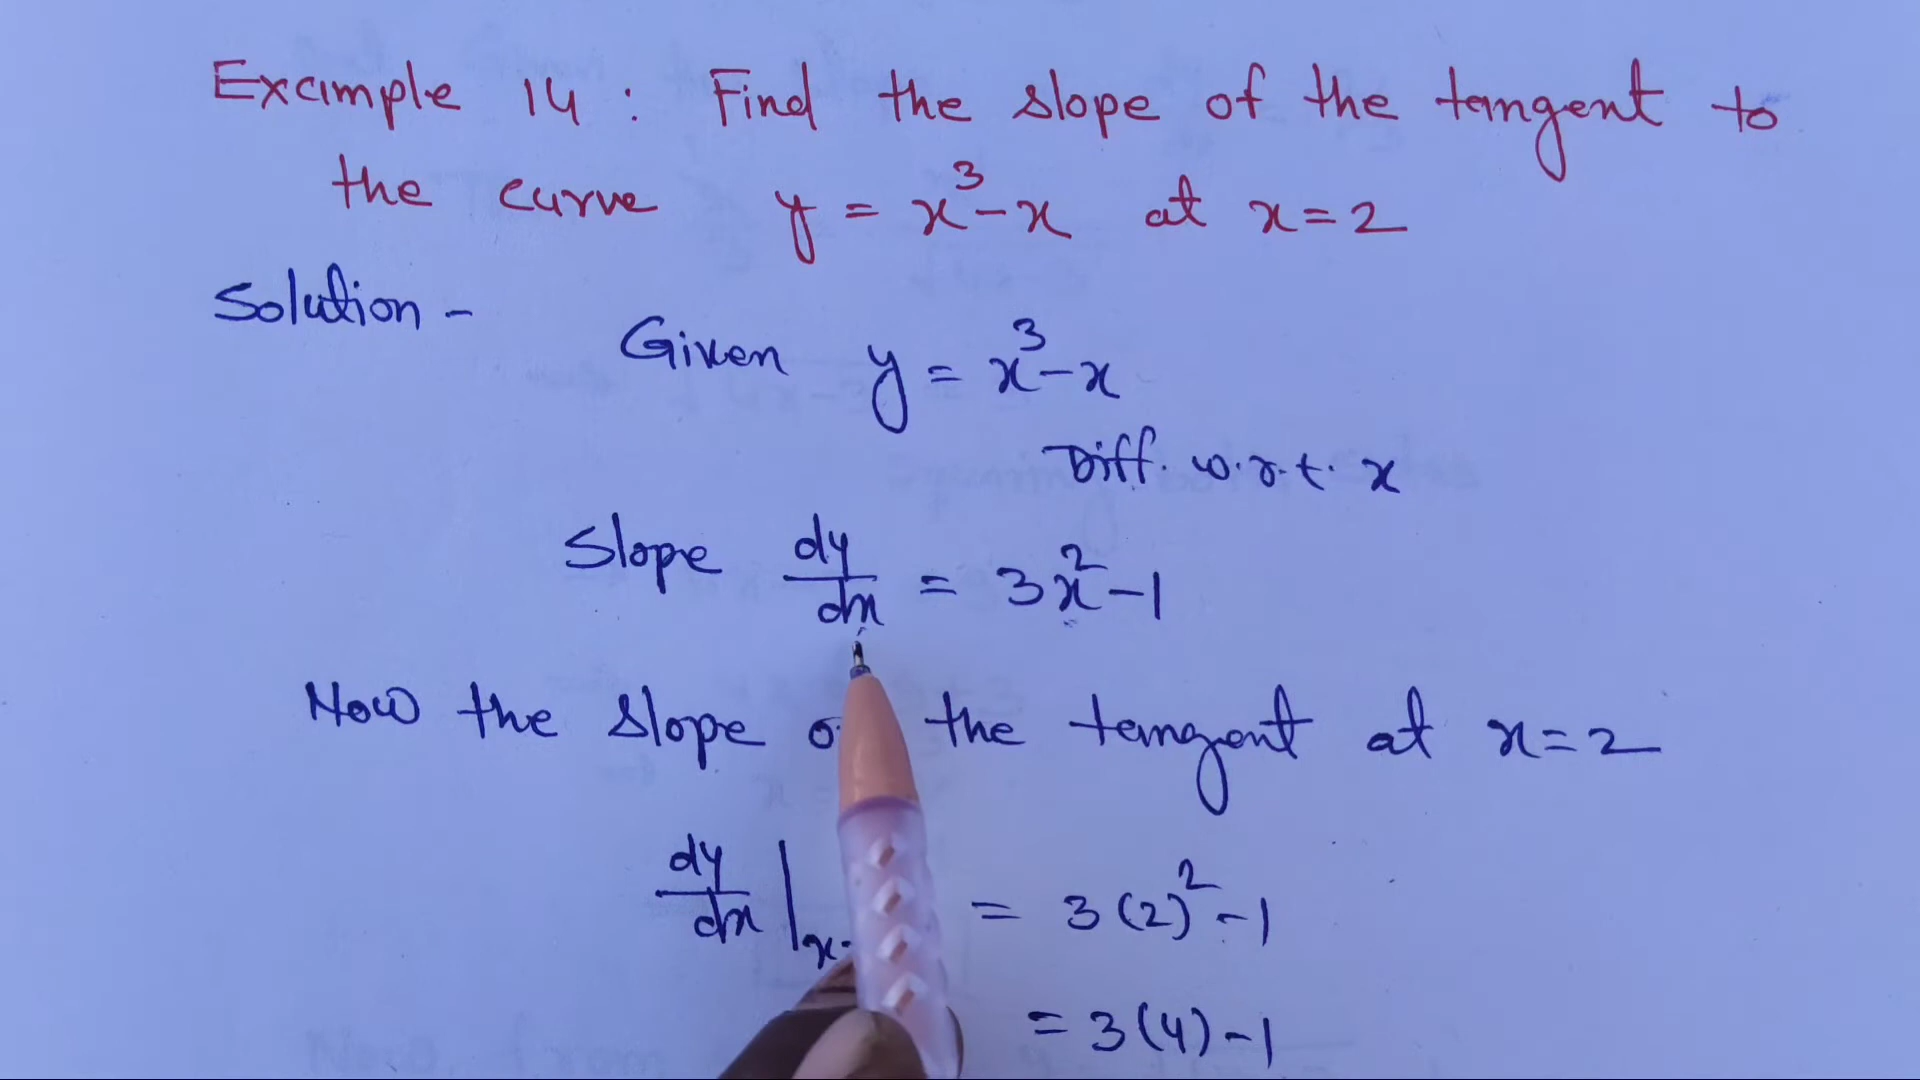 Example 14 : Find the slope of the tangent to
the curve y = x³-x at x=2
Solution -
Given y = x³-x
Diff. w.r.t. x
Slope dy/dx = 3x²-1
Now the slope the tangent at x=2
dy/dx |x = 3(2)²-1
= 3(4)-1